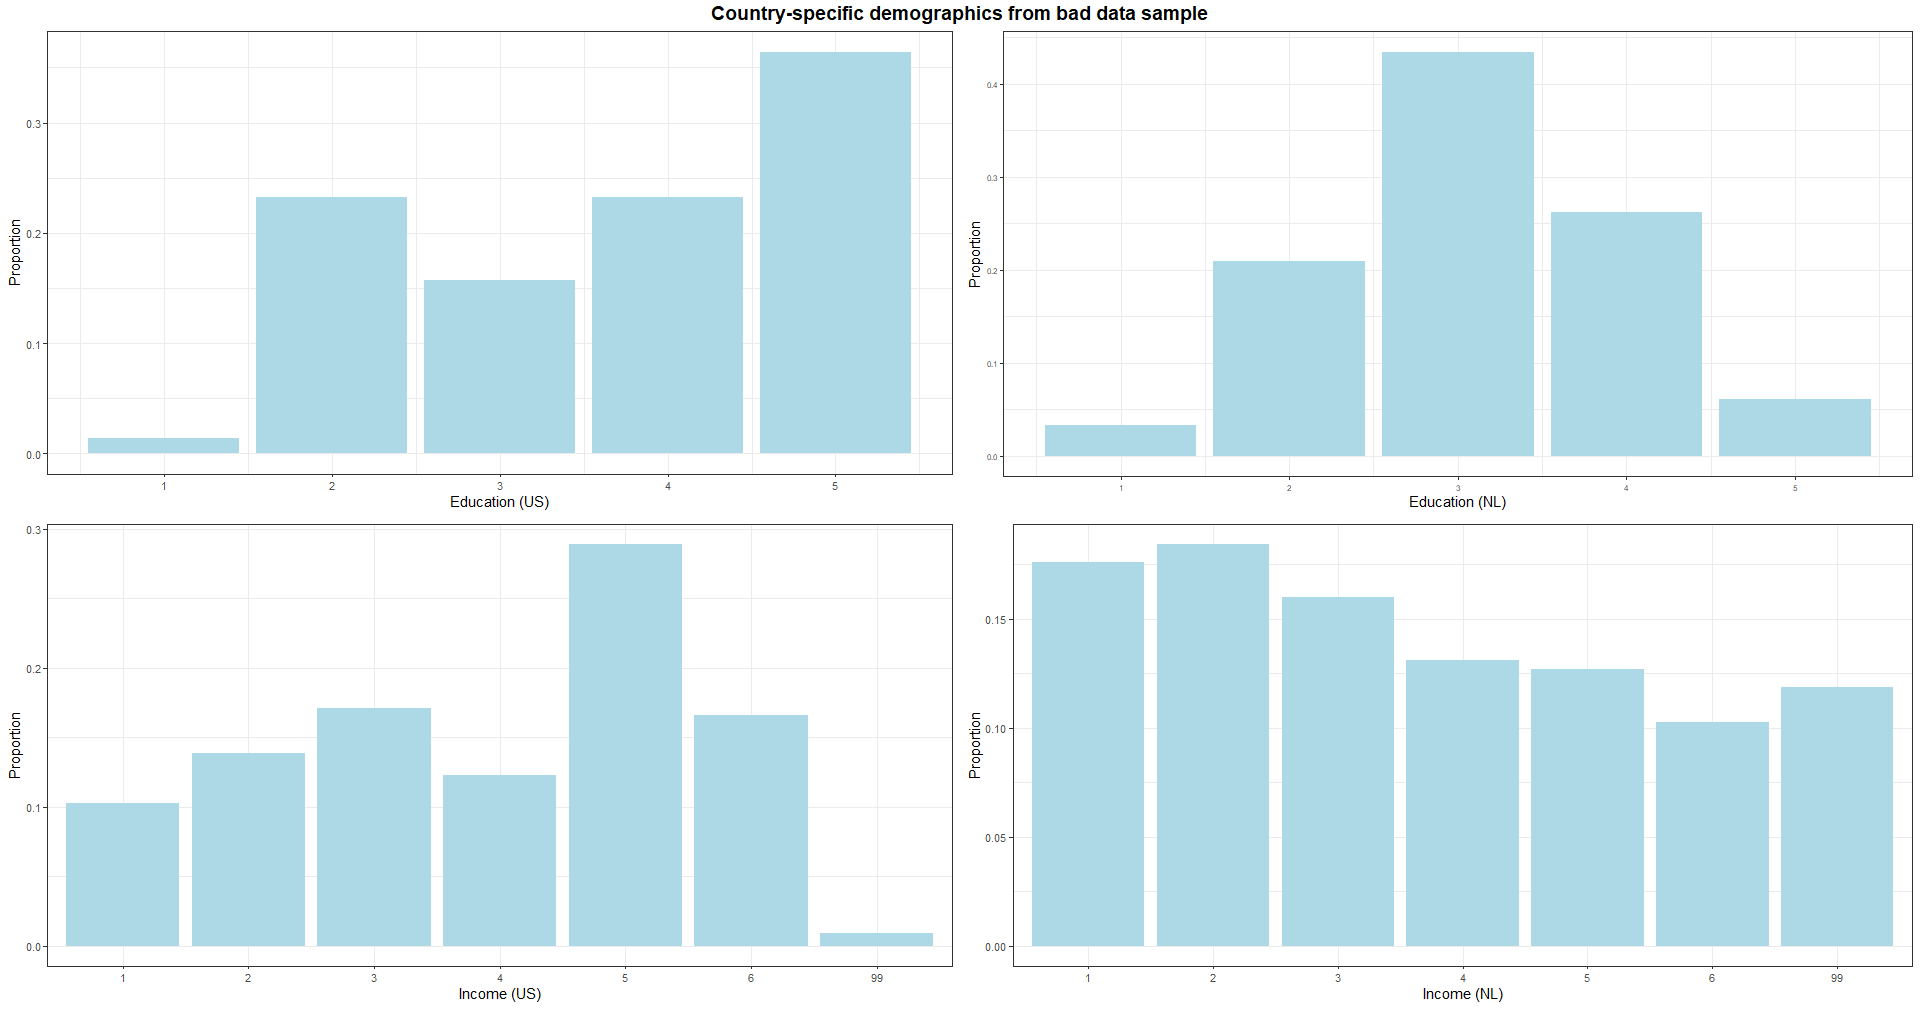 Country-specific demographics from bad data sample
Proportion
0.3
0.2
0.1
0.0
1 2 3 4 5
Education (US)
Proportion
0.4
0.3
0.2
0.1
0.0
1 2 3 4 5
Education (NL)
Proportion
0.3
0.2
0.1
0.0
1 2 3 4 5 6 99
Income (US)
Proportion
0.15
0.10
0.05
0.00
1 2 3 4 5 6 99
Income (NL)